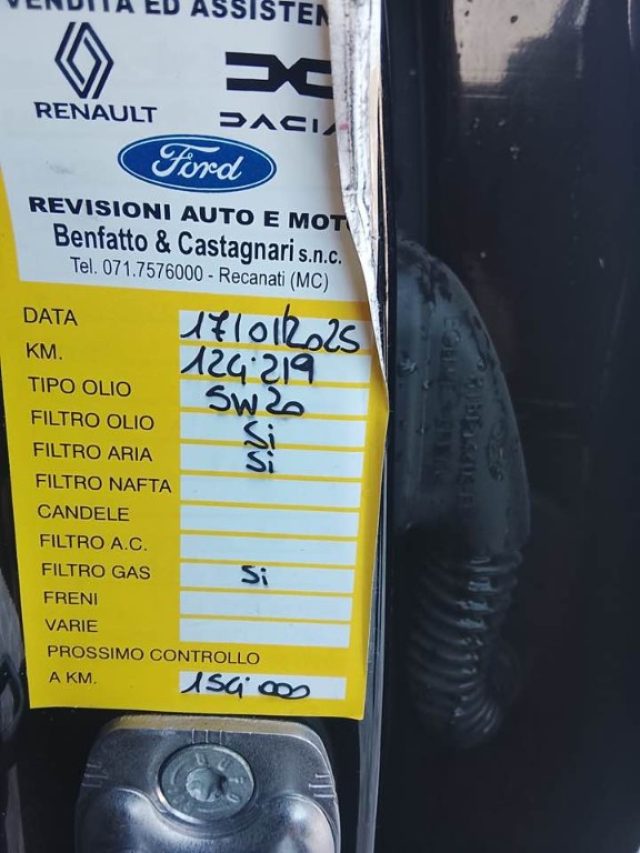 VENDITA ED ASSISTEN
RENAULT
DACIA
Ford
REVISIONI AUTO E MOTO
Benfatto & Castagnari s.n.c.
Tel. 071.7576000 - Recanati (MC)
DATA 17/01/2025
KM. 124.219
TIPO OLIO 5W20
FILTRO OLIO Si
FILTRO ARIA Si
FILTRO NAFTA
CANDELE
FILTRO A.C.
FILTRO GAS Si
FRENI
VARIE
PROSSIMO CONTROLLO
A KM. 154.000